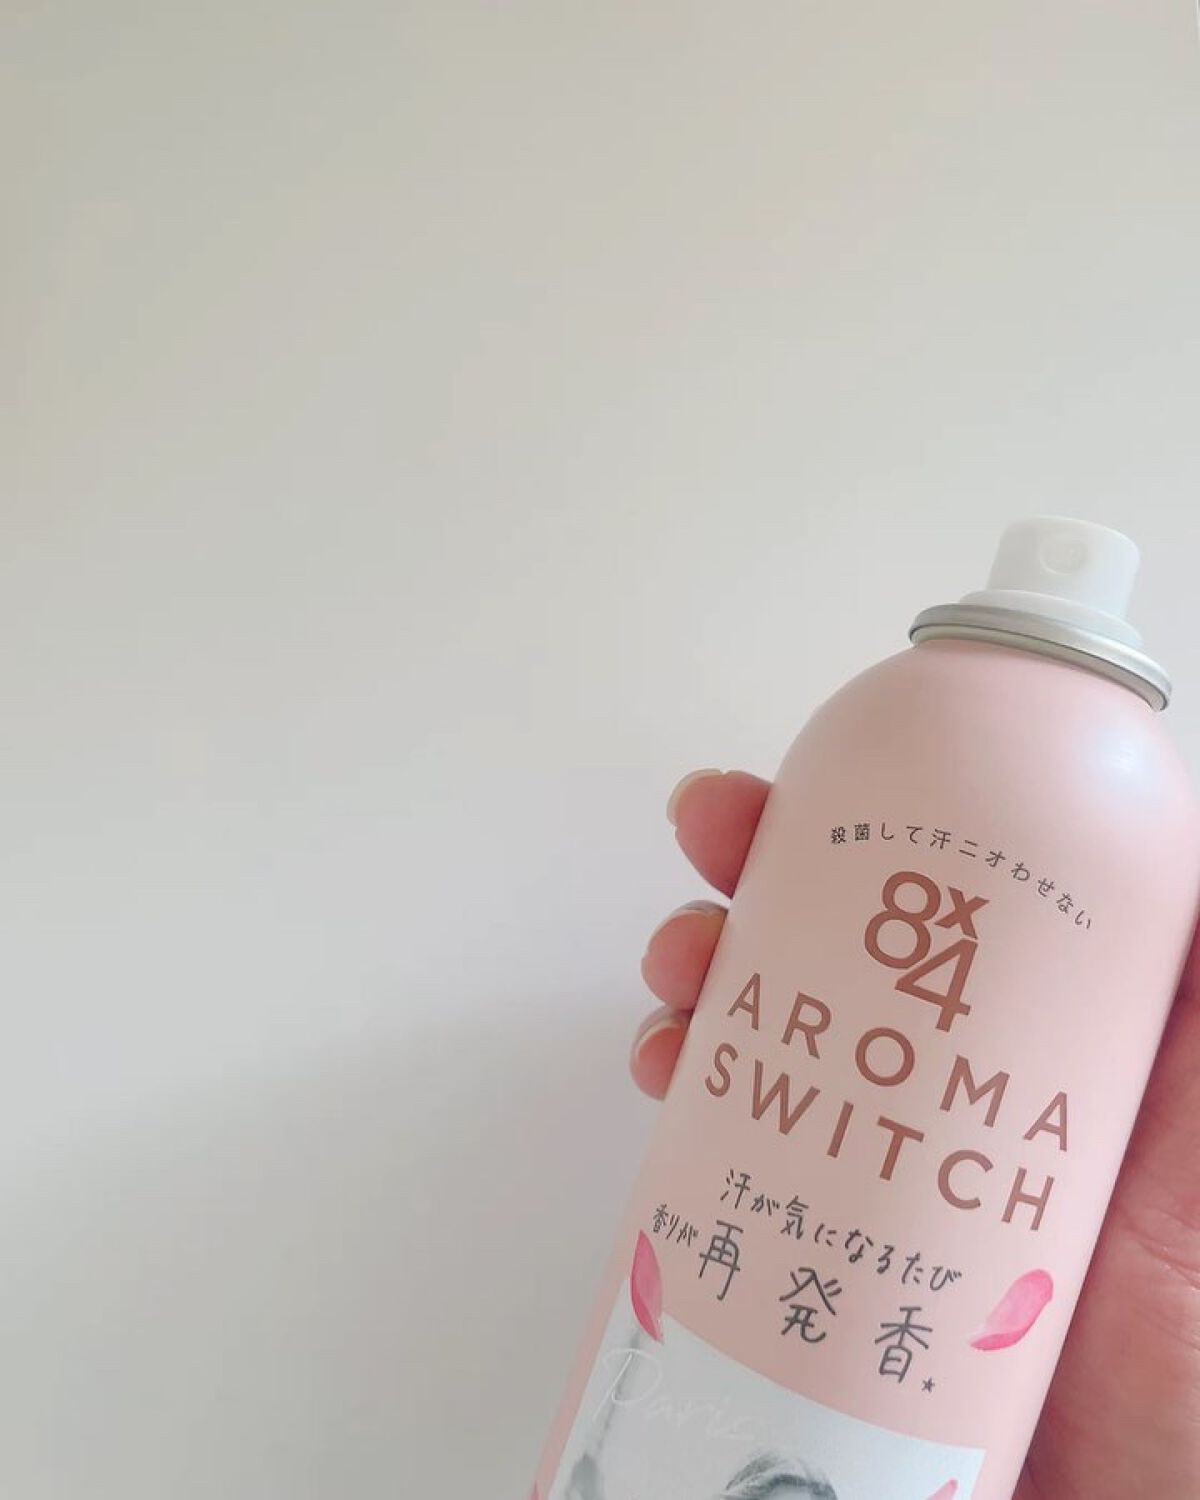 殺菌して汗ニオわせない
8x4
AROMA
SWITCH
汗が気になるたび
香りが再発香★
Paris